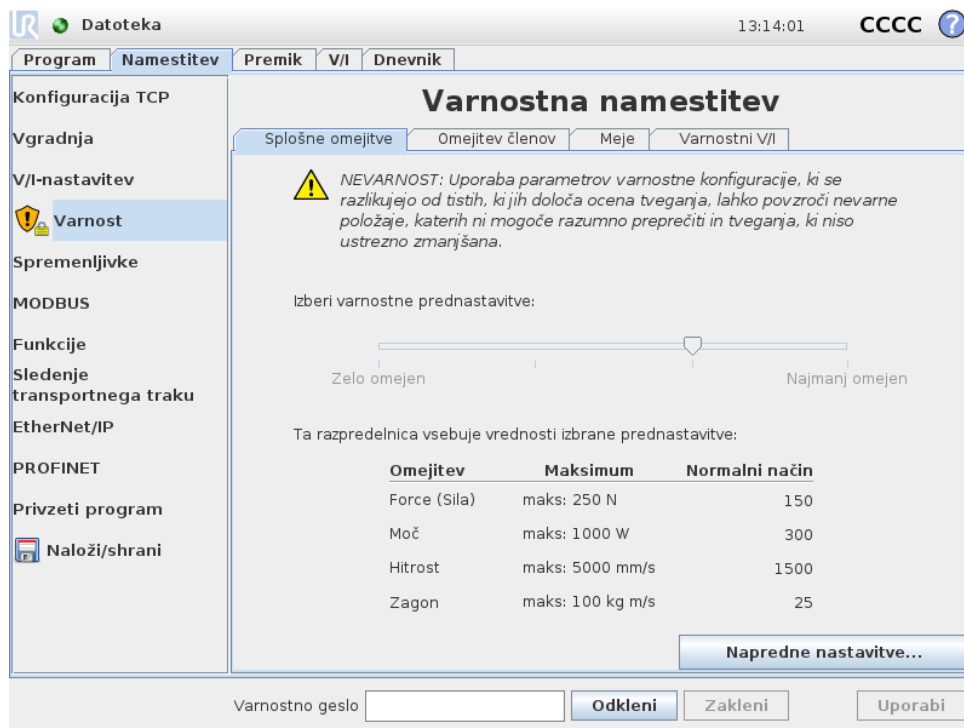 UR Datoteka 13:14:01 CCCC ?
Program Namestitev Premik V/I Dnevnik
Konfiguracija TCP
Vgradnja
V/I-nastavitev
Varnost
Spremenljivke
MODBUS
Funkcije
Sledenje
transportnega traku
EtherNet/IP
PROFINET
Privzeti program
Naloži/shrani
Varnostna namestitev
Splošne omejitve Omejitev členov Meje Varnostni V/I
NEVARNOST: Uporaba parametrov varnostne konfiguracije, ki se
razlikujejo od tistih, ki jih določa ocena tveganja, lahko povzroči nevarne
položaje, katerih ni mogoče razumno preprečiti in tveganja, ki niso
ustrezno zmanjšana.
Izberi varnostne prednastavitve:
Zelo omejen Najmanj omejen
Ta razpredelnica vsebuje vrednosti izbrane prednastavitve:
Omejitev Maksimum Normalni način
Force (Sila) maks: 250 N 150
Moč maks: 1000 W 300
Hitrost maks: 5000 mm/s 1500
Zagon maks: 100 kg m/s 25
Napredne nastavitve...
Varnostno geslo Odkleni Zakleni Uporabi